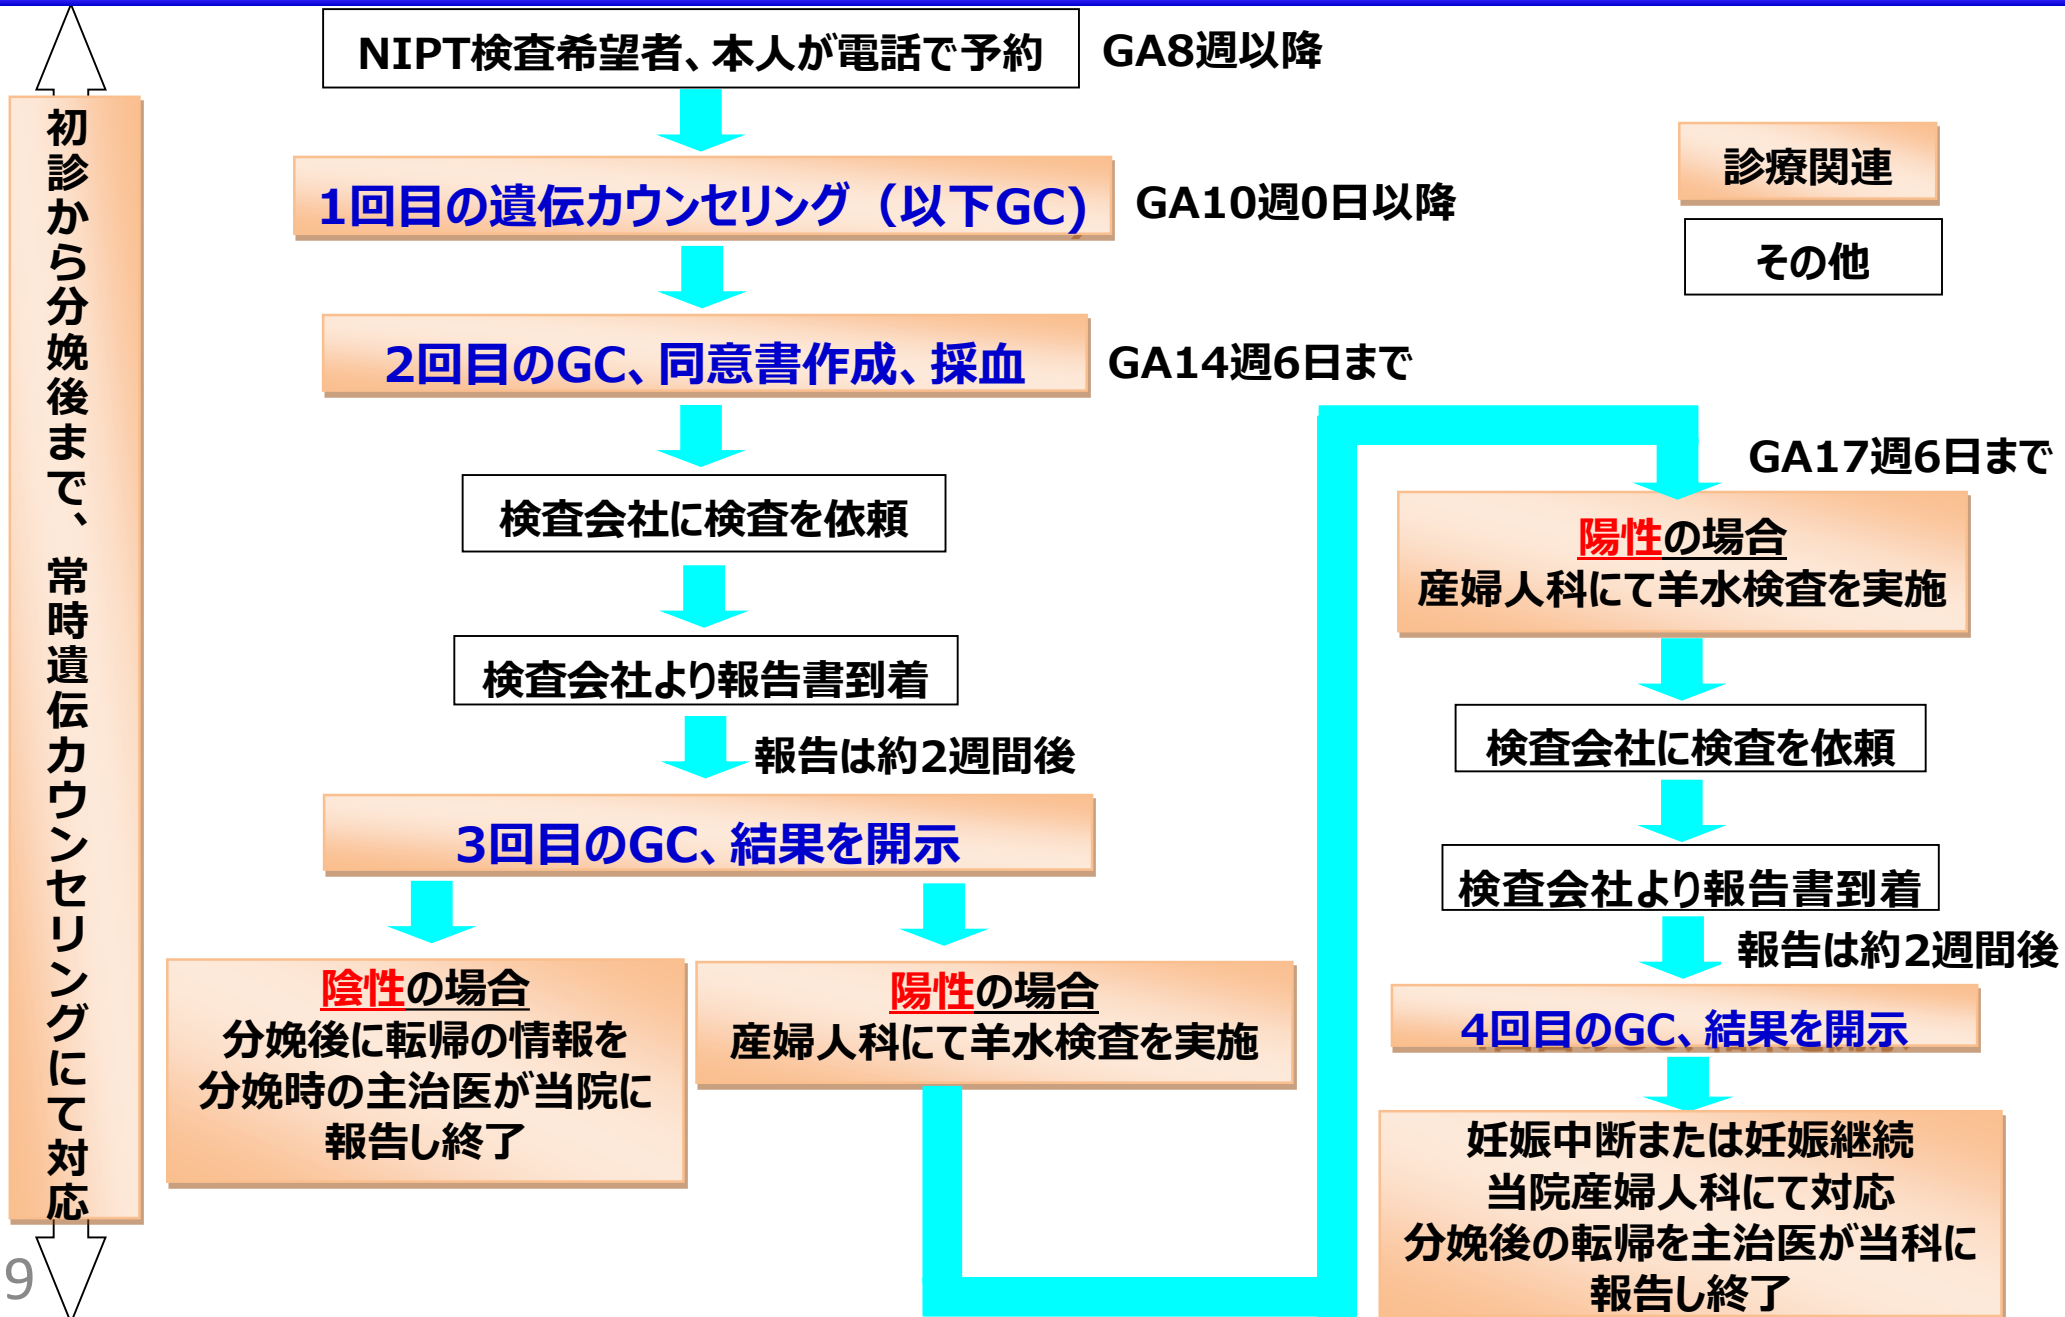 初診から分娩後まで、常時遺伝カウンセリングにて対応
NIPT検査希望者、本人が電話で予約
GA8週以降
1回目の遺伝カウンセリング（以下GC)
GA10週0日以降
2回目のGC、同意書作成、採血
GA14週6日まで
検査会社に検査を依頼
検査会社より報告書到着
報告は約2週間後
3回目のGC、結果を開示
陰性の場合
分娩後に転帰の情報を
分娩時の主治医が当院に
報告し終了
陽性の場合
産婦人科にて羊水検査を実施
診療関連
その他
GA17週6日まで
陽性の場合
産婦人科にて羊水検査を実施
検査会社に検査を依頼
検査会社より報告書到着
報告は約2週間後
4回目のGC、結果を開示
妊娠中断または妊娠継続
当院産婦人科にて対応
分娩後の転帰を主治医が当科に
報告し終了
9